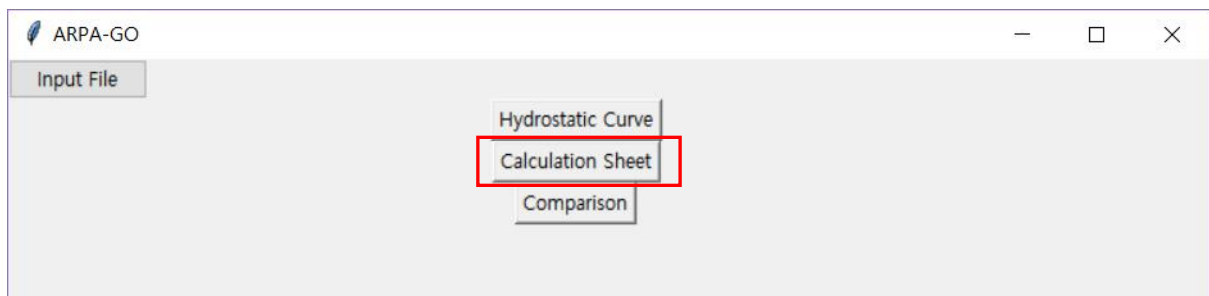 ARPA-GO
Input File
Hydrostatic Curve
Calculation Sheet
Comparison